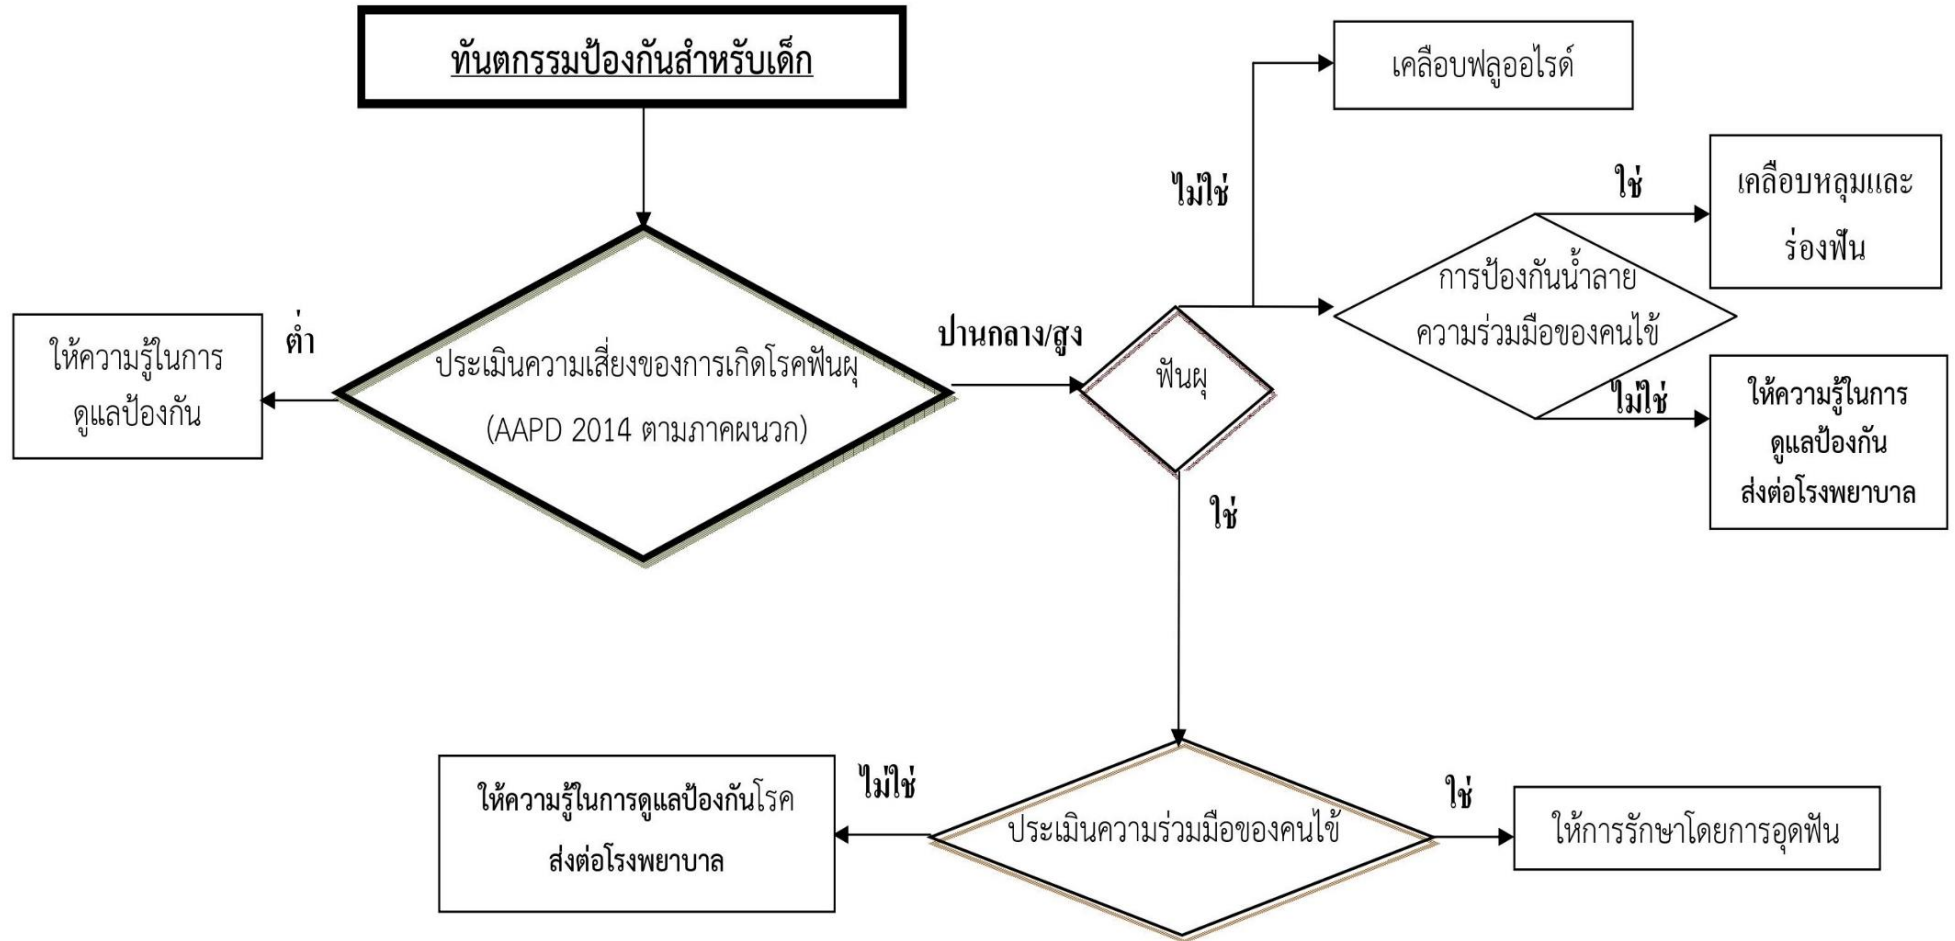 ทันตกรรมป้องกันสำหรับเด็ก
เคลือบฟลูออไรด์
ไม่ใช่
ใช่
เคลือบหลุมและ
ร่องฟัน
การป้องกันน้ำลาย
ความร่วมมือของคนไข้
ไม่ใช่
ให้ความรู้ในการ
ดูแลป้องกัน
ส่งต่อโรงพยาบาล
ให้ความรู้ในการ
ดูแลป้องกัน
ต่ำ
ประเมินความเสี่ยงของการเกิดโรคฟันผุ
(AAPD 2014 ตามภาคผนวก)
ปานกลาง/สูง
ฟันผุ
ใช่
ให้ความรู้ในการดูแลป้องกันโรค
ส่งต่อโรงพยาบาล
ไม่ใช่
ประเมินความร่วมมือของคนไข้
ใช่
ให้การรักษาโดยการอุดฟัน